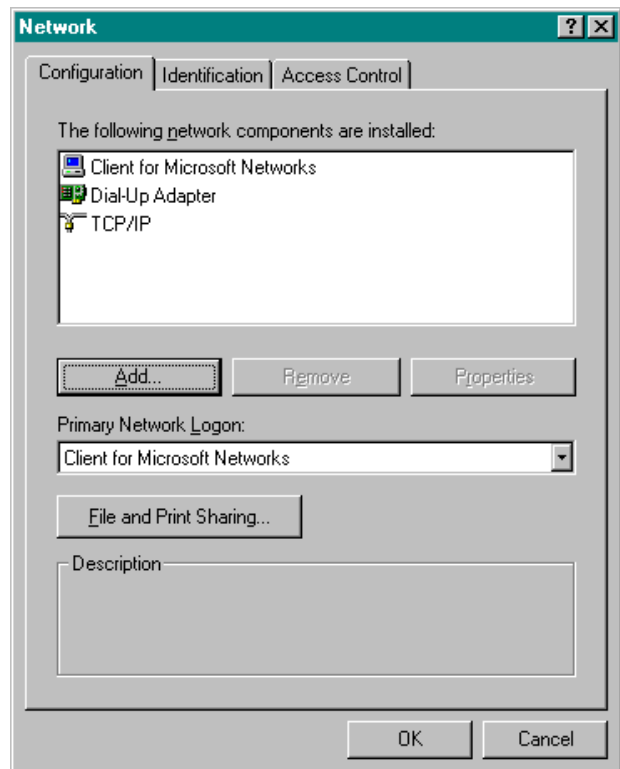 Network
Configuration Identification Access Control
The following network components are installed:
Client for Microsoft Networks
Dial-Up Adapter
TCP/IP
Add... Remove Properties
Primary Network Logon:
Client for Microsoft Networks
File and Print Sharing...
Description
OK Cancel